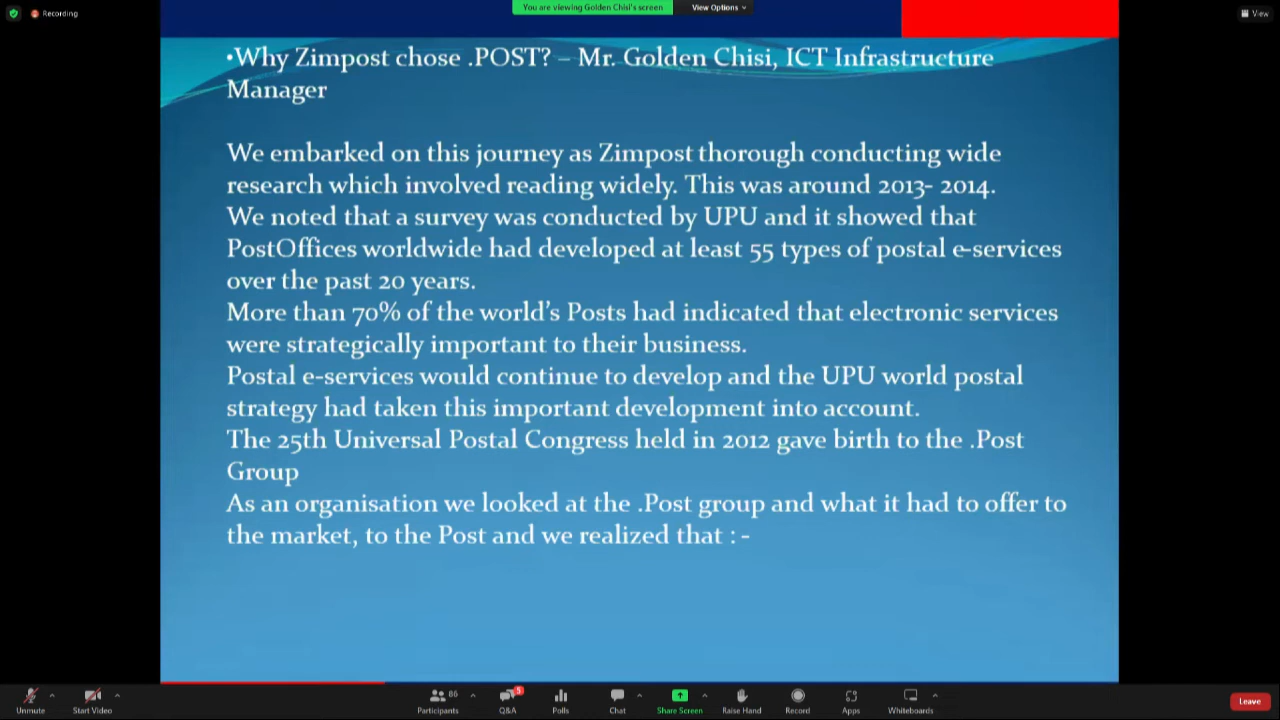 Recording
You are viewing Golden Chisi's screen
View Options
View
•Why Zimpost chose .POST? – Mr. Golden Chisi, ICT Infrastructure
Manager
We embarked on this journey as Zimpost thorough conducting wide
research which involved reading widely. This was around 2013- 2014.
We noted that a survey was conducted by UPU and it showed that
PostOffices worldwide had developed at least 55 types of postal e-services
over the past 20 years.
More than 70% of the world's Posts had indicated that electronic services
were strategically important to their business.
Postal e-services would continue to develop and the UPU world postal
strategy had taken this important development into account.
The 25th Universal Postal Congress held in 2012 gave birth to the .Post
Group
As an organisation we looked at the .Post group and what it had to offer to
the market, to the Post and we realized that : -
86
5
Unmute
Start Video
Participants
Q&A
Polls
Chat
Share Screen
Raise Hand
Record
Apps
Whiteboards
Leave